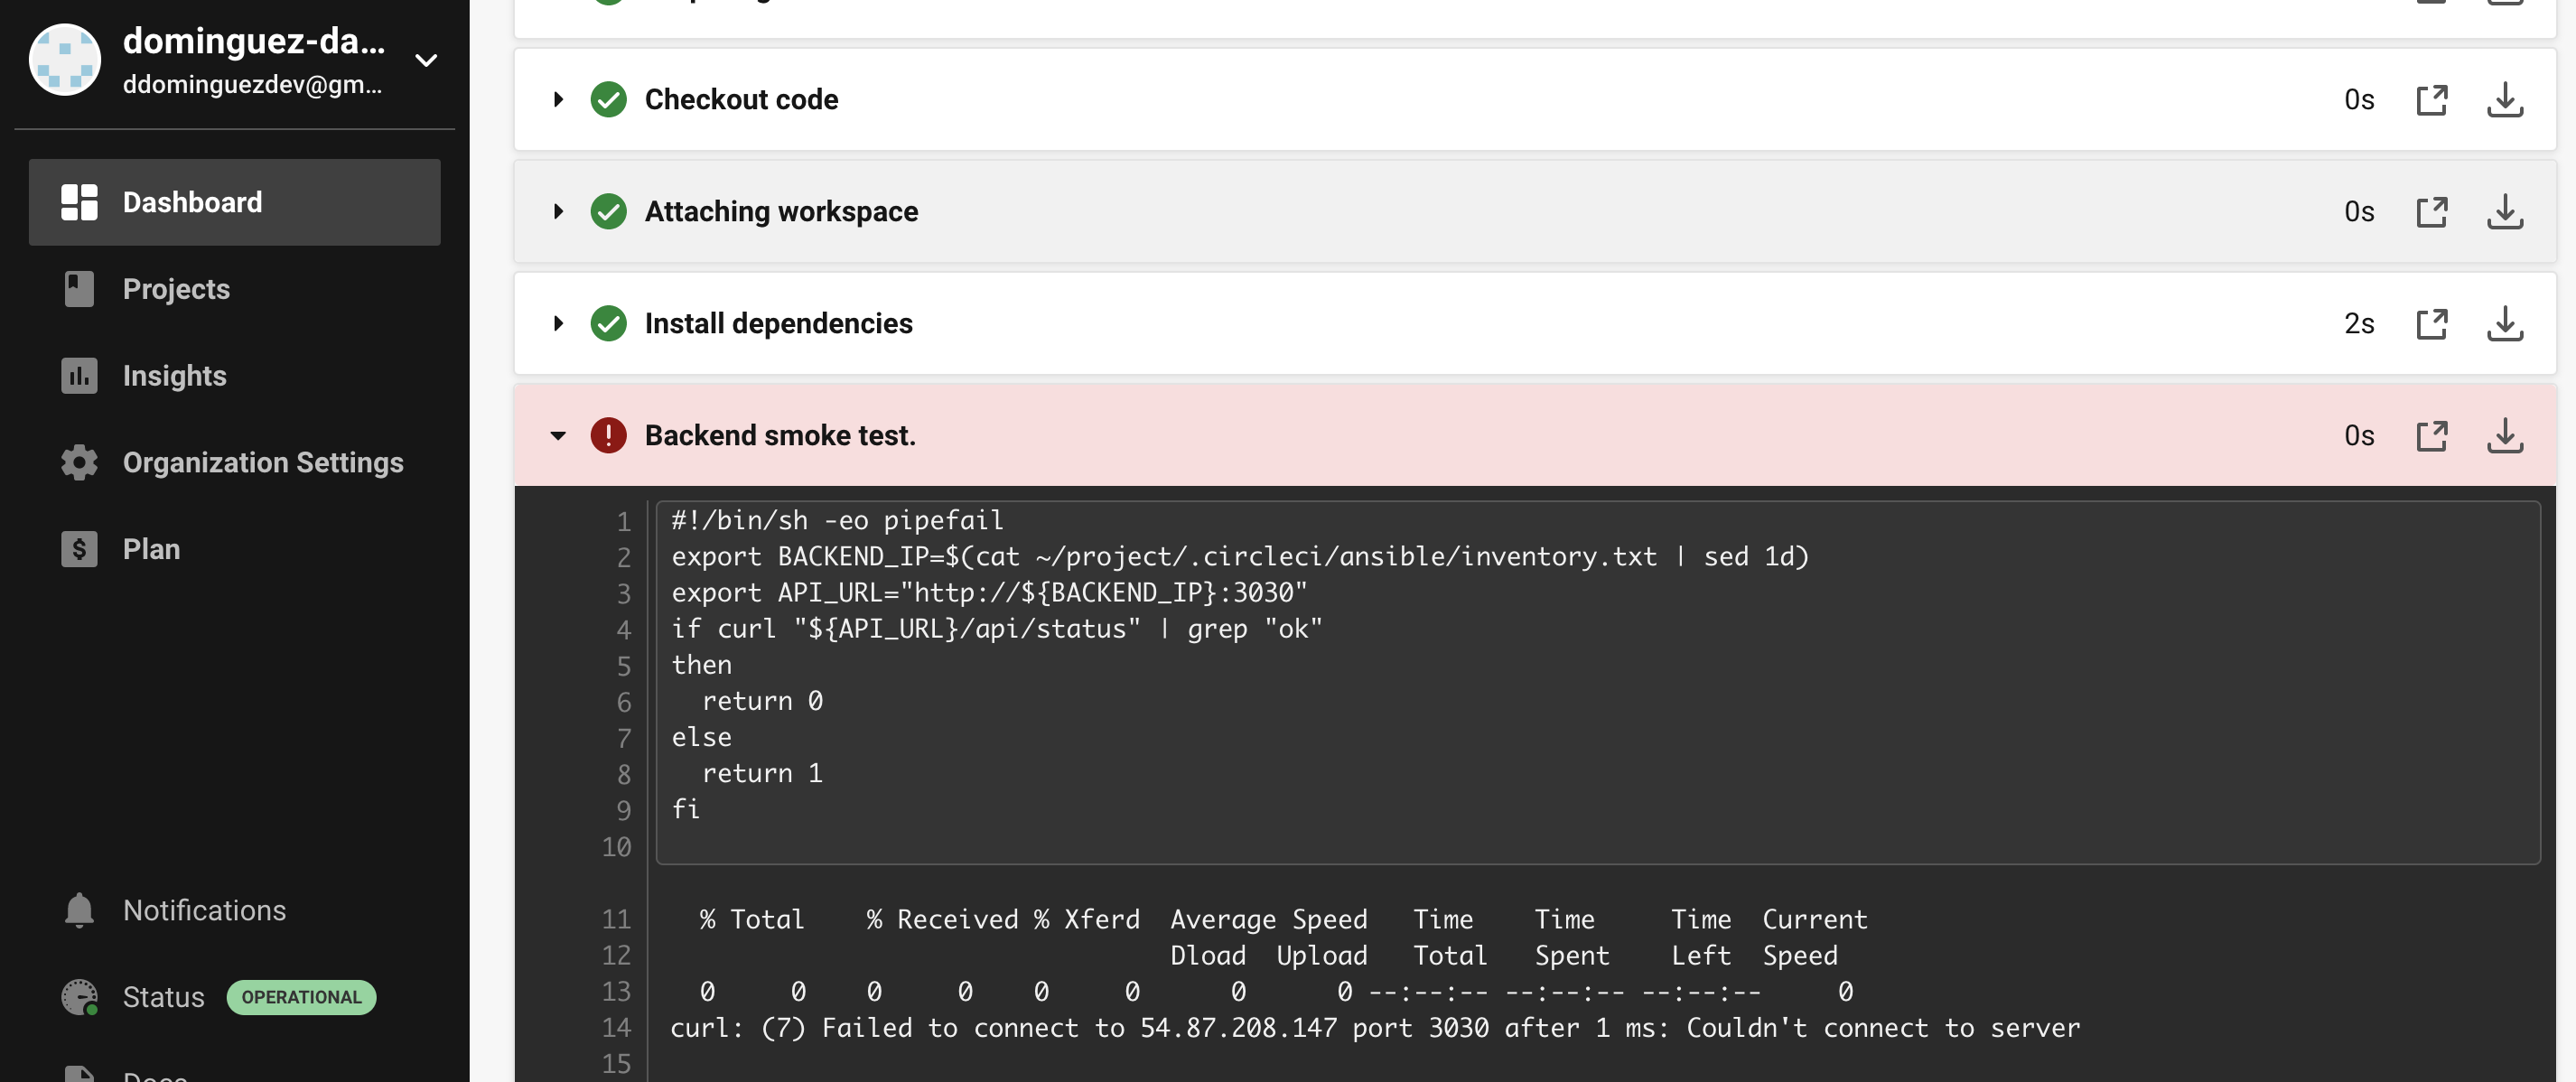 dominguez-da...
ddominguezdev@gm...
Dashboard
Projects
Insights
Organization Settings
Plan
Notifications
Status OPERATIONAL
Docs
Checkout code 0s
Attaching workspace 0s
Install dependencies 2s
Backend smoke test. 0s
1 #!/bin/sh -eo pipefail
2 export BACKEND_IP=$(cat ~/project/.circleci/ansible/inventory.txt | sed 1d)
3 export API_URL="http://${BACKEND_IP}:3030"
4 if curl "${API_URL}/api/status" | grep "ok"
5 then
6   return 0
7 else
8   return 1
9 fi
10
11   % Total    % Received % Xferd  Average Speed   Time    Time     Time  Current
12                                  Dload  Upload   Total   Spent    Left  Speed
13   0     0    0     0    0     0      0      0 --:--:-- --:--:-- --:--:--     0
14 curl: (7) Failed to connect to 54.87.208.147 port 3030 after 1 ms: Couldn't connect to server
15